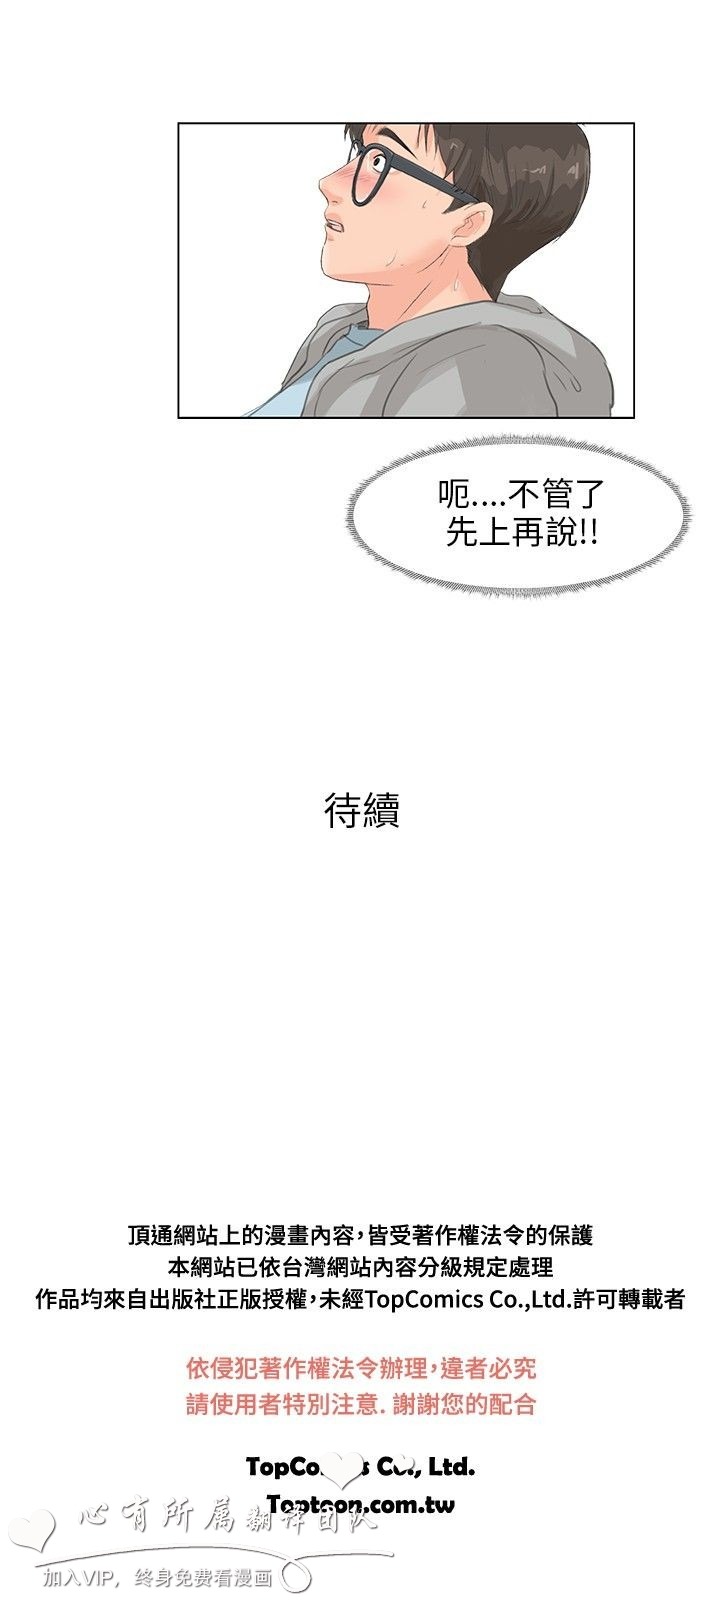 呃....不管了
先上再說!!
待續
頂通網站上的漫畫內容，皆受著作權法令的保護
本網站已依台灣網站內容分級規定處理
作品均來自出版社正版授權，未經TopComics Co.,Ltd.許可轉載者
依侵犯著作權法令辦理，違者必究
請使用者特別注意. 謝謝您的配合
TopComics Co., Ltd.
Toptoon.com.tw
心有所属翻译团队
加入VIP，终身免费看漫画